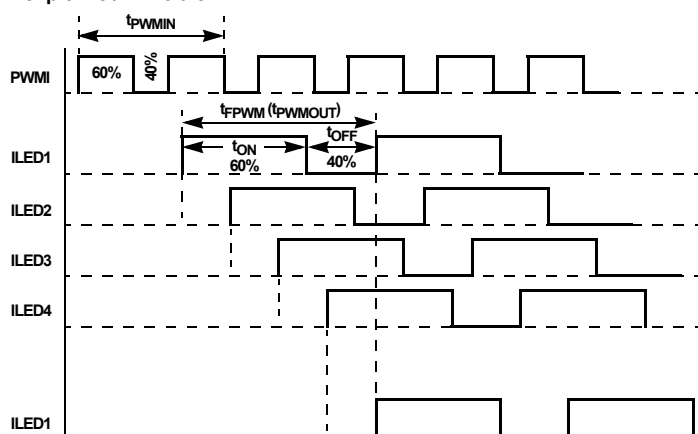 tPWMIN
PWMI
60%
40%
tFPWM (tPWMOUT)
tON
60%
tOFF
40%
ILED1
ILED2
ILED3
ILED4
ILED1